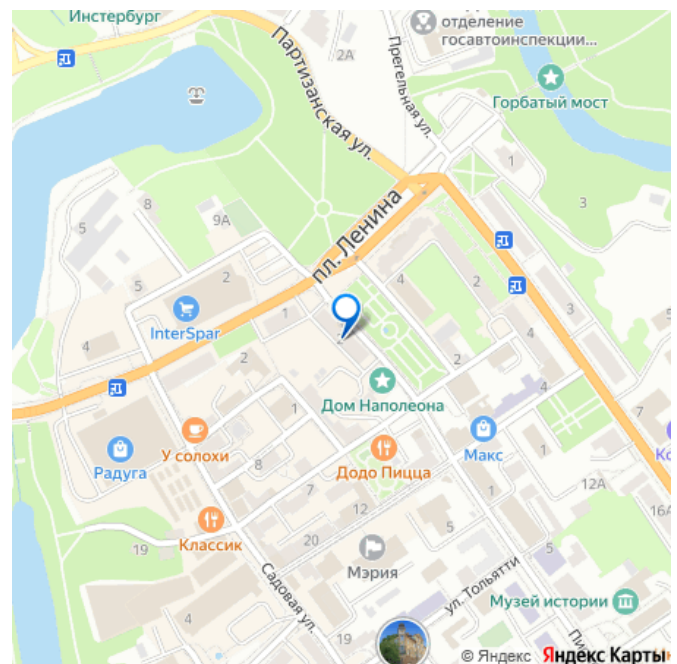 Инстербург
отделение
госавтоинспекции...
2А
Партизанская ул.
Прегельная ул.
Горбатый мост
1
3
8
5
9А
пл. Ленина
2
4
2
InterSpar
1
2
3
4
4
2
Дом Наполеона
4
7
У солохи
1
Радуга
8
Додо Пицца
Макс
7
1
12А
16А
12
5
Классик
20
19
Мэрия
5
Садовая ул.
ул. Тольятти
4
Музей истории
19
© Яндекс Яндекс Карты